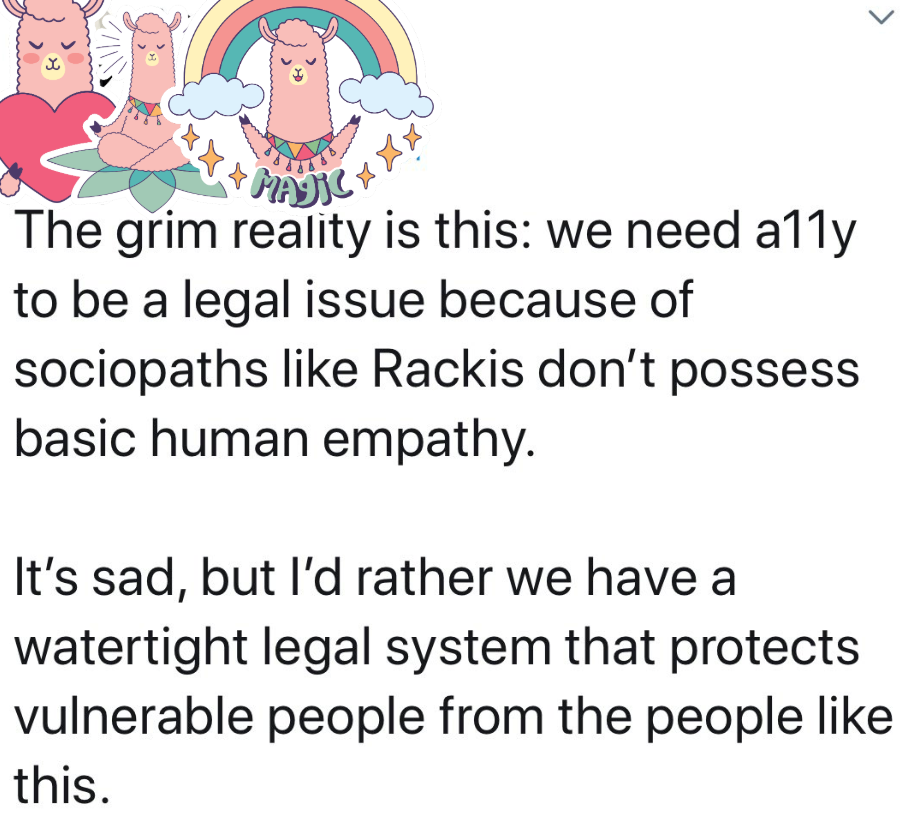 MAGiC
The grim reality is this: we need a11y
to be a legal issue because of
sociopaths like Rackis don’t possess
basic human empathy.
It’s sad, but I’d rather we have a
watertight legal system that protects
vulnerable people from the people like
this.